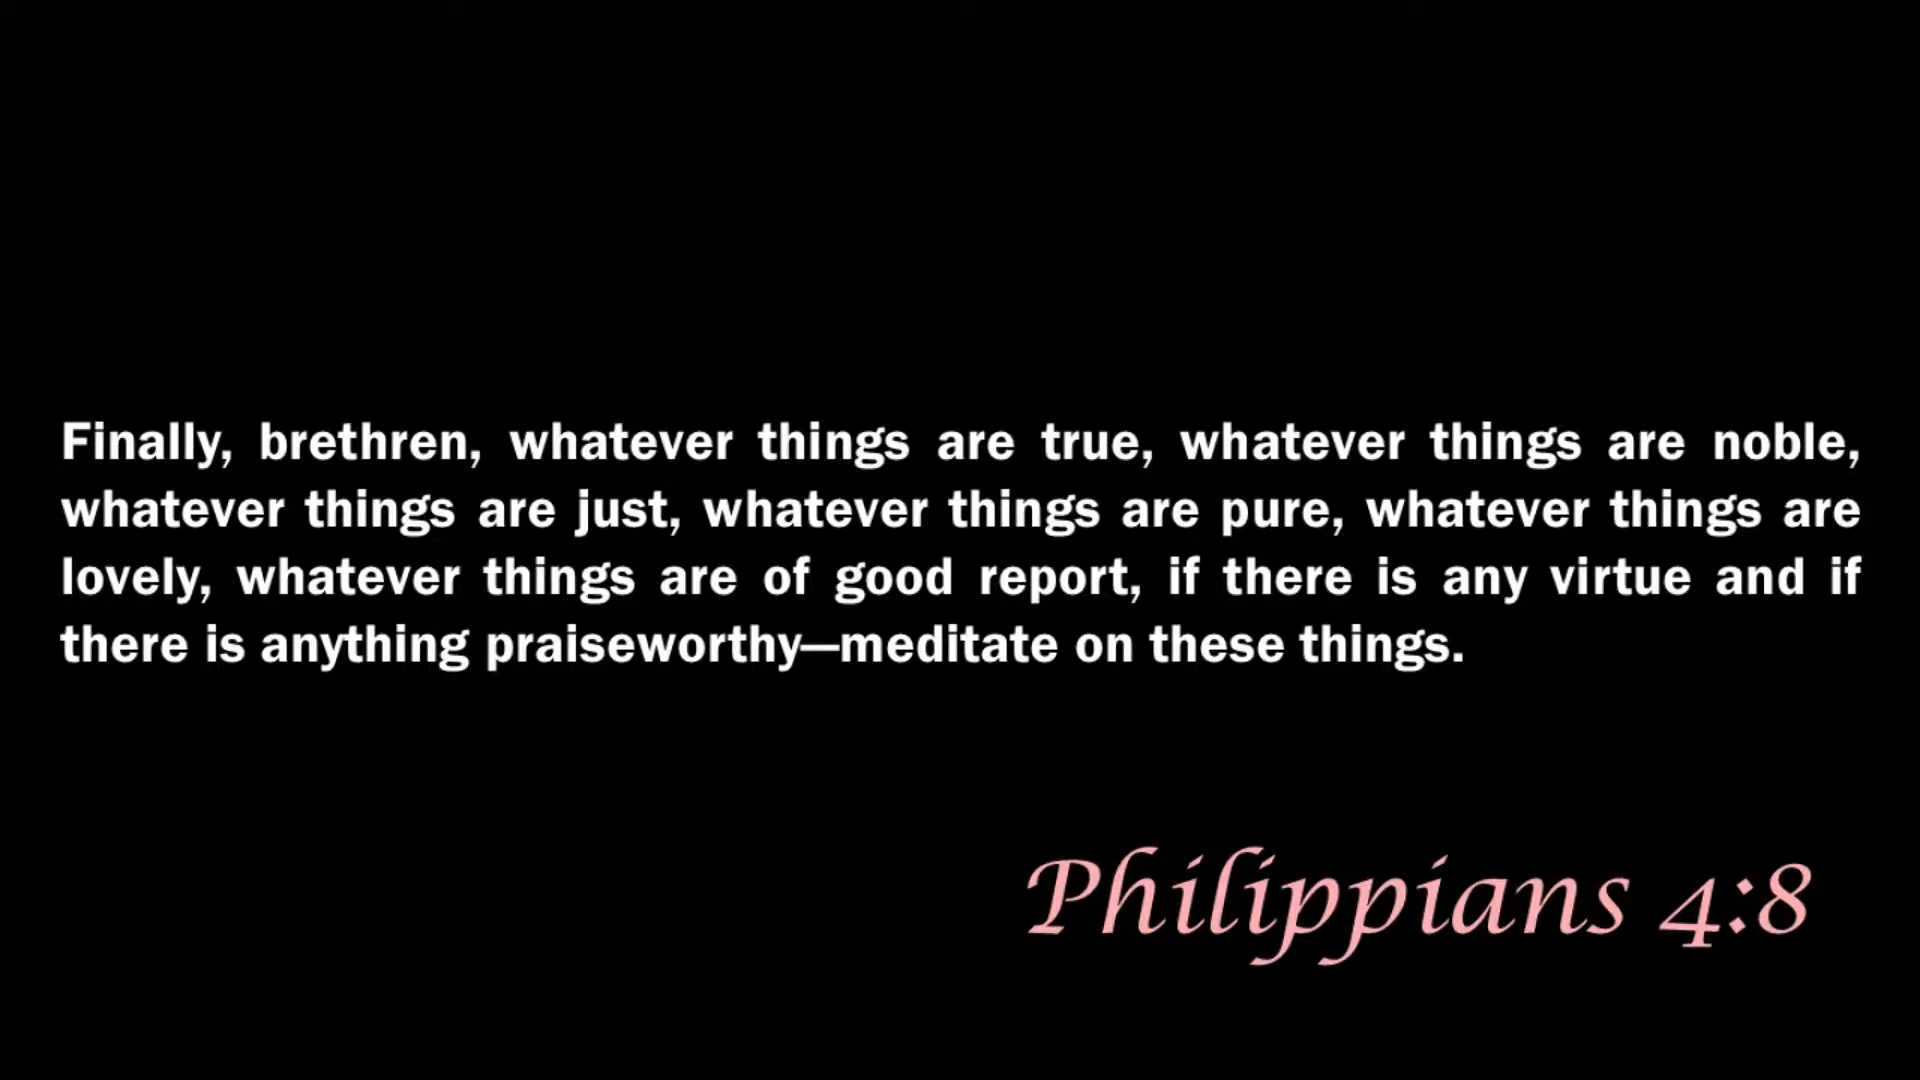 Finally, brethren, whatever things are true, whatever things are noble,
whatever things are just, whatever things are pure, whatever things are
lovely, whatever things are of good report, if there is any virtue and if
there is anything praiseworthy—meditate on these things.
Philippians 4:8